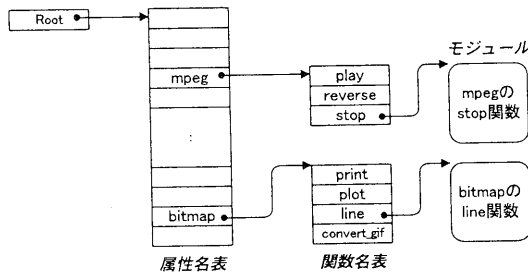 Root
mpeg
:
bitmap
属性名表
play
reverse
stop
print
plot
line
convert_gif
関数名表
モジュール
mpegの
stop関数
bitmapの
line関数